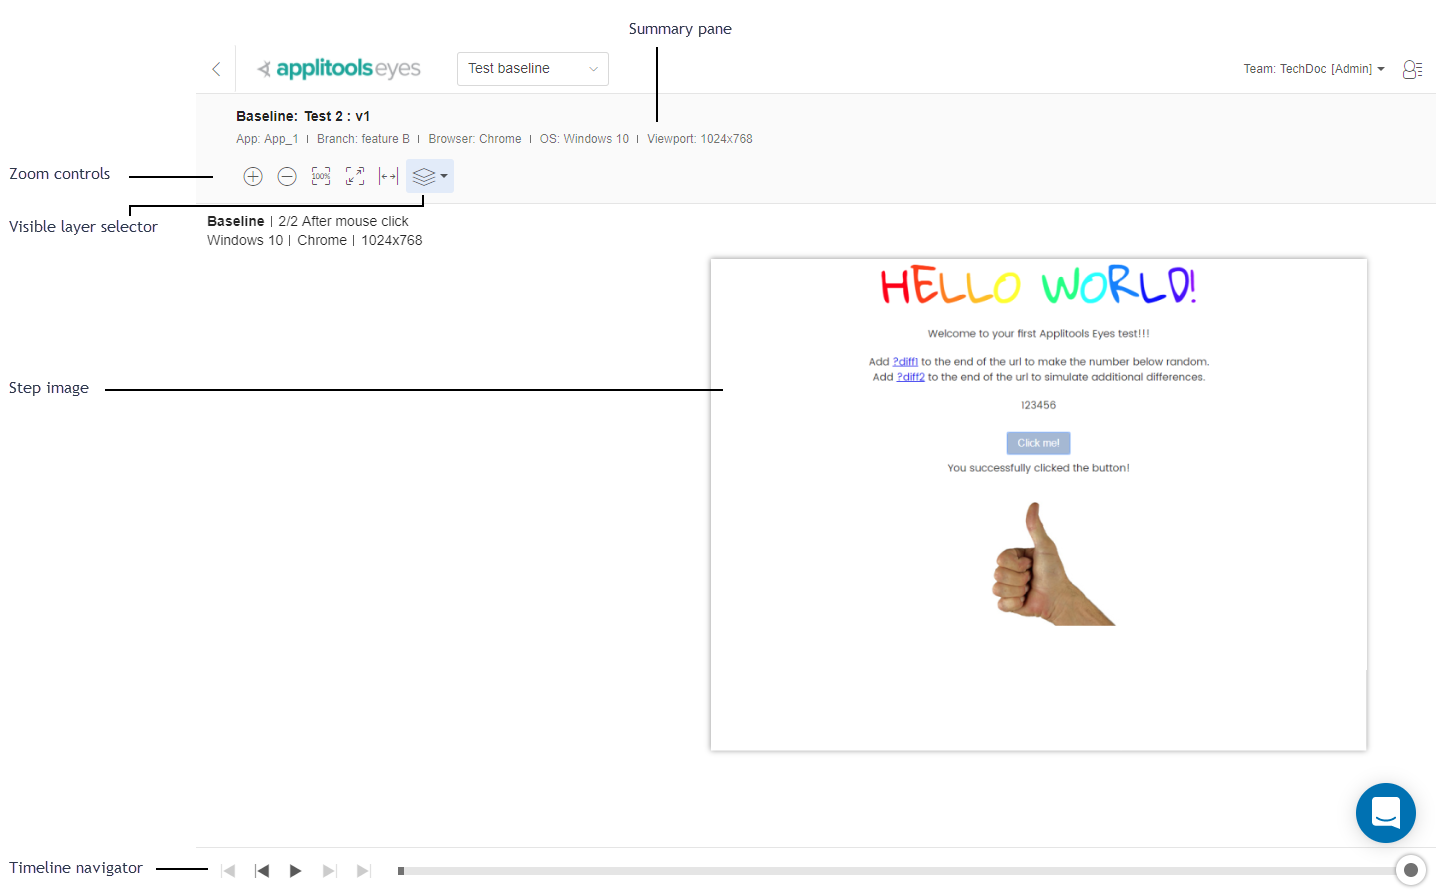 Summary pane
applitools eyes
Test baseline
Team: TechDoc [Admin]
Baseline: Test 2 : v1
App: App_1 | Branch: feature B | Browser: Chrome | OS: Windows 10 | Viewport: 1024x768
Zoom controls
100%
Visible layer selector
Baseline | 2/2 After mouse click
Windows 10 | Chrome | 1024x768
HELLO WORLD!
Welcome to your first Applitools Eyes test!!!
Add ?diff1 to the end of the url to make the number below random.
Add ?diff2 to the end of the url to simulate additional differences.
Step image
123456
Click me!
You successfully clicked the button!
Timeline navigator